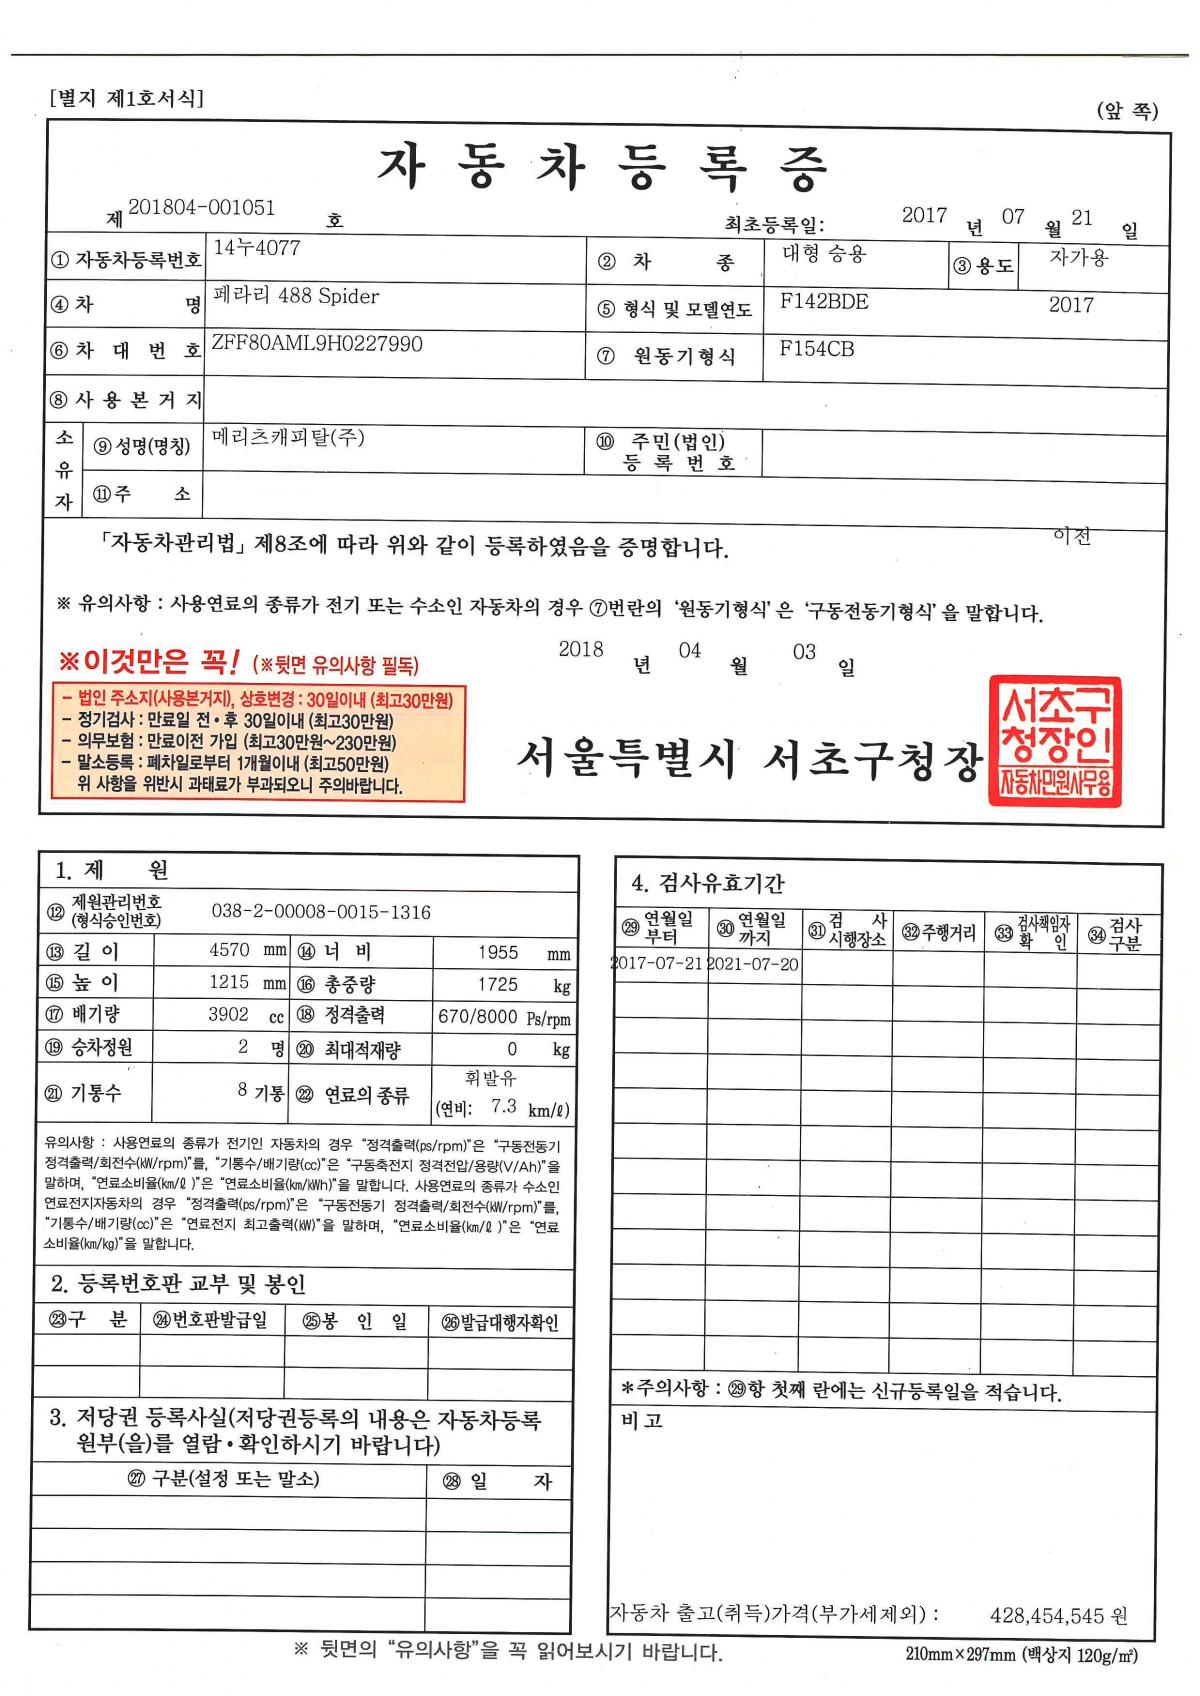 [별지 제1호서식]
(앞 쪽)
자 동 차 등 록 증
제 201804-001051 호 최초등록일: 2017 년 07 월 21 일
① 자동차등록번호 14누4077 ② 차 종 대형 승용 ③ 용도 자가용
④ 차 명 페라리 488 Spider ⑤ 형식 및 모델연도 F142BDE 2017
⑥ 차 대 번 호 ZFF80AML9H0227990 ⑦ 원동기형식 F154CB
⑧ 사 용 본 거 지
소유자 ⑨ 성명(명칭) 메리츠캐피탈(주) ⑩ 주민(법인) 등 록 번 호
⑪ 주 소
「자동차관리법」 제8조에 따라 위와 같이 등록하였음을 증명합니다. 이전
※ 유의사항 : 사용연료의 종류가 전기 또는 수소인 자동차의 경우 ⑦번란의 ‘원동기형식’은 ‘구동전동기형식’을 말합니다.
2018 년 04 월 03 일
※이것만은 꼭! (※뒷면 유의사항 필독)
- 법인 주소지(사용본거지), 상호변경 : 30일이내 (최고30만원)
- 정기검사 : 만료일 전·후 30일이내 (최고30만원)
- 의무보험 : 만료이전 가입 (최고30만원~230만원)
- 말소등록 : 폐차일로부터 1개월이내 (최고50만원)
위 사항을 위반시 과태료가 부과되오니 주의바랍니다.
서울특별시 서초구청장
서초구
청장인
자동차민원사무용
1. 제 원
⑫ 제원관리번호 (형식승인번호) 038-2-00008-0015-1316
⑬ 길 이 4570 mm ⑭ 너 비 1955 mm
⑮ 높 이 1215 mm ⑯ 총중량 1725 kg
⑰ 배기량 3902 cc ⑱ 정격출력 670/8000 Ps/rpm
⑲ 승차정원 2 명 ⑳ 최대적재량 0 kg
㉑ 기통수 8 기통 ㉒ 연료의 종류 휘발유 (연비: 7.3 km/ℓ)
유의사항 : 사용연료의 종류가 전기인 자동차의 경우 “정격출력(ps/rpm)”은 “구동전동기
정격출력/회전수(kW/rpm)”를, “기통수/배기량(cc)”은 “구동축전지 정격전압/용량(V/Ah)”을
말하며, “연료소비율(km/ℓ)”은 “연료소비율(km/kWh)”을 말합니다. 사용연료의 종류가 수소인
연료전지자동차의 경우 “정격출력(ps/rpm)”은 “구동전동기 정격출력/회전수(kW/rpm)”를,
“기통수/배기량(cc)”은 “연료전지 최고출력(kW)”을 말하며, “연료소비율(km/ℓ)”은 “연료
소비율(km/kg)”을 말합니다.
2. 등록번호판 교부 및 봉인
㉓ 구 분 ㉔ 번호판발급일 ㉕ 봉 인 일 ㉖ 발급대행자확인
3. 저당권 등록사실(저당권등록의 내용은 자동차등록
원부(을)를 열람·확인하시기 바랍니다)
㉗ 구분(설정 또는 말소) ㉘ 일 자
4. 검사유효기간
㉙ 연월일 부터 ㉚ 연월일 까지 ㉛ 검 사 시행장소 ㉜ 주행거리 ㉝ 검사책임자 확 인 ㉞ 검사 구분
2017-07-21 2021-07-20
*주의사항 : ㉙항 첫째 란에는 신규등록일을 적습니다.
비고
자동차 출고(취득)가격(부가세제외) : 428,454,545 원
※ 뒷면의 “유의사항”을 꼭 읽어보시기 바랍니다.
210mm×297mm (백상지 120g/㎡)